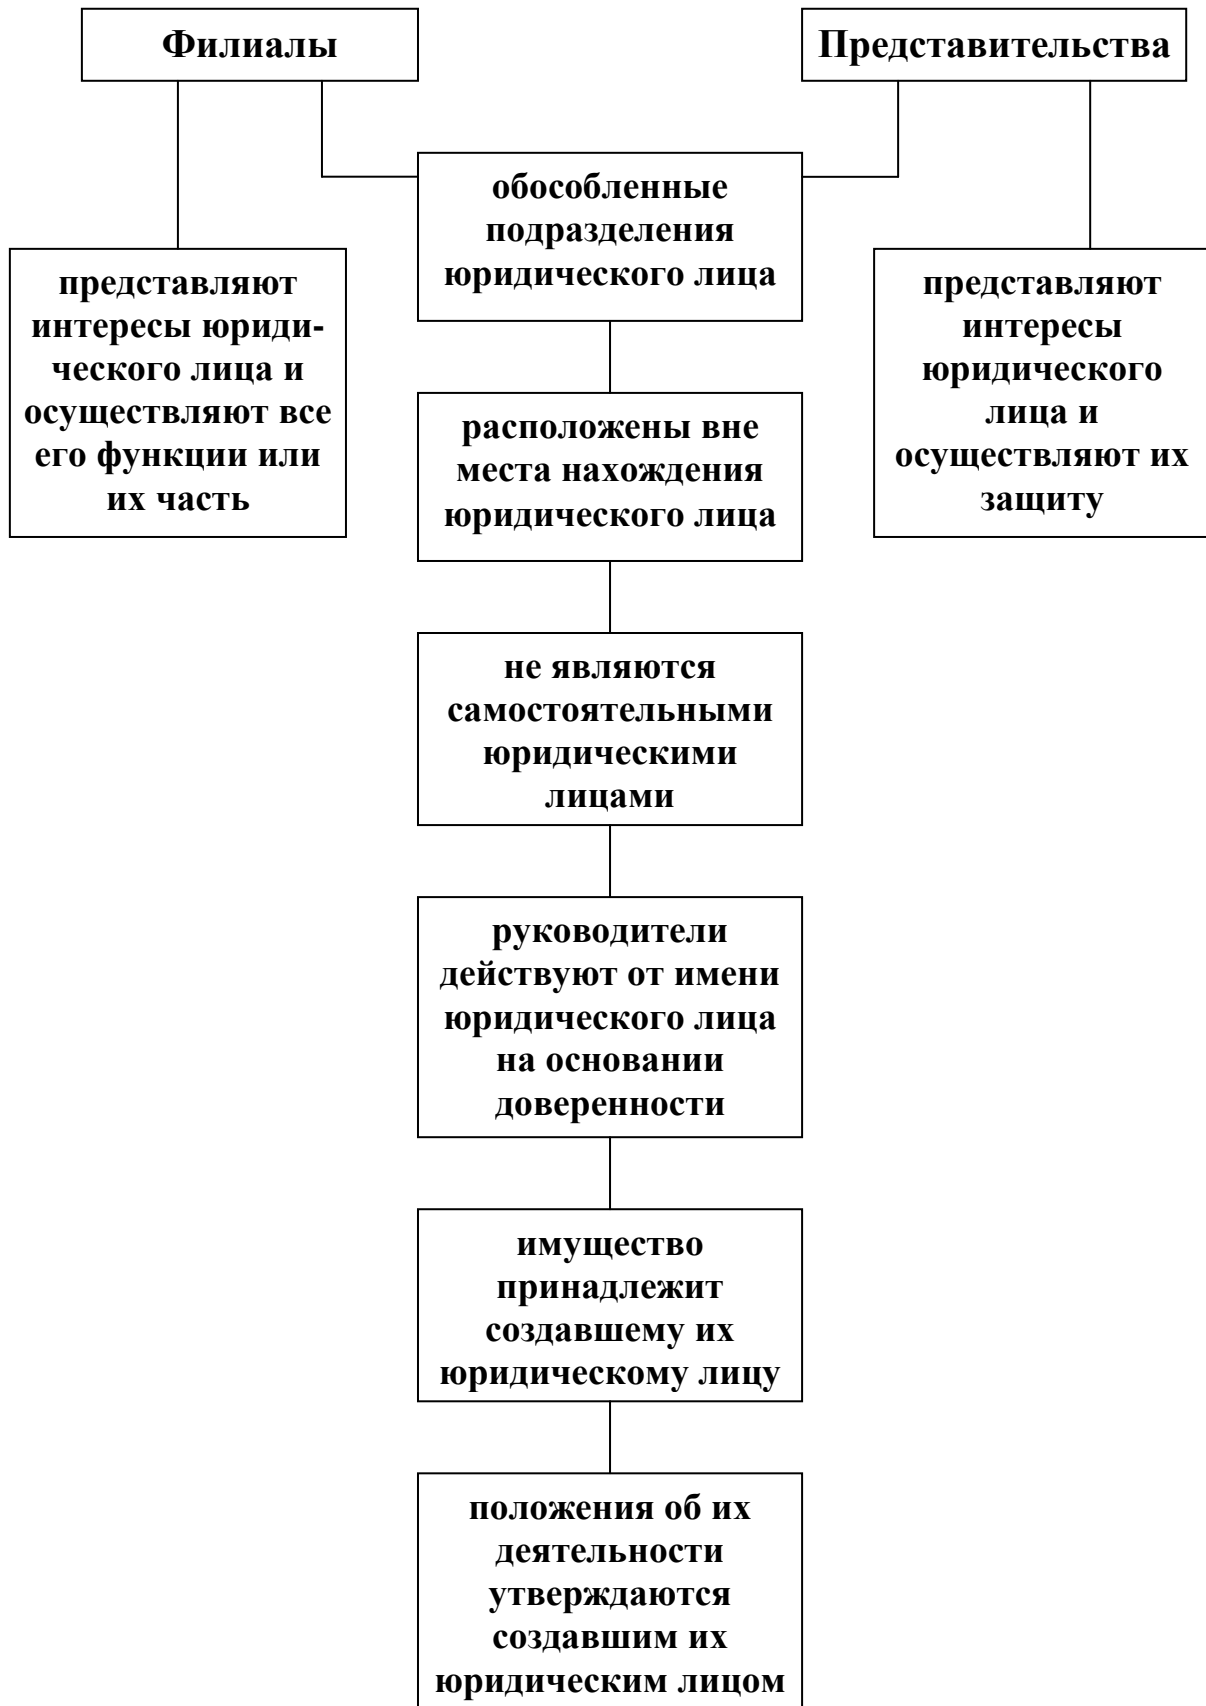 Филиалы
Представительства
обособленные
подразделения
юридического лица
представляют
интересы юриди-
ческого лица и
осуществляют все
его функции или
их часть
представляют
интересы
юридического
лица и
осуществляют их
защиту
расположены вне
места нахождения
юридического лица
не являются
самостоятельными
юридическими
лицами
руководители
действуют от имени
юридического лица
на основании
доверенности
имущество
принадлежит
создавшему их
юридическому лицу
положения об их
деятельности
утверждаются
создавшим их
юридическим лицом